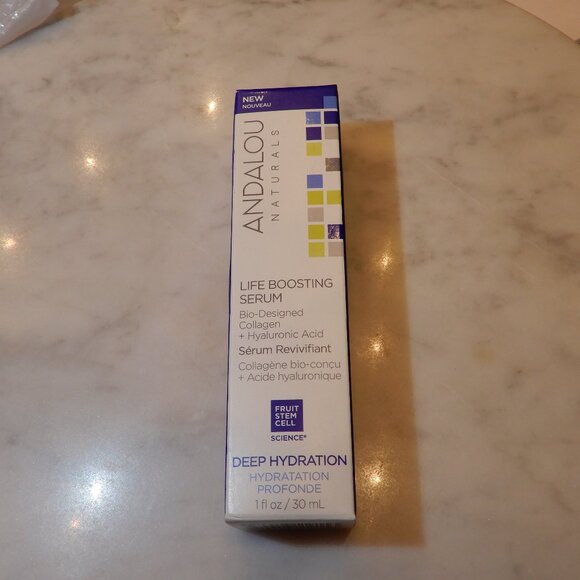 NEW
NOUVEAU
ANDALOU
NATURALS
LIFE BOOSTING
SERUM
Bio-Designed
Collagen
+ Hyaluronic Acid
Sérum Revivifiant
Collagène bio-conçu
+ Acide hyaluronique
FRUIT
STEM
CELL
SCIENCE®
DEEP HYDRATION
HYDRATATION
PROFONDE
1 fl oz / 30 mL